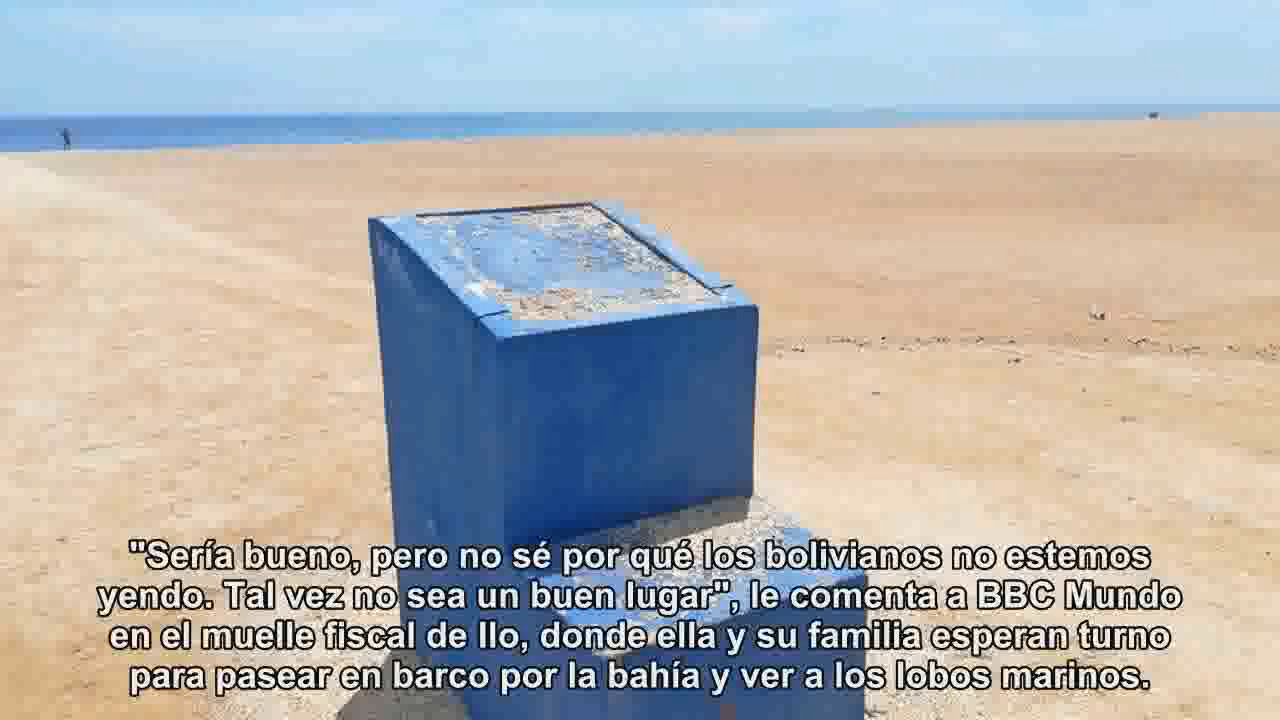 "Sería bueno, pero no sé por qué los bolivianos no estemos
yendo. Tal vez no sea un buen lugar", le comenta a BBC Mundo
en el muelle fiscal de Ilo, donde ella y su familia esperan turno
para pasear en barco por la bahía y ver a los lobos marinos.